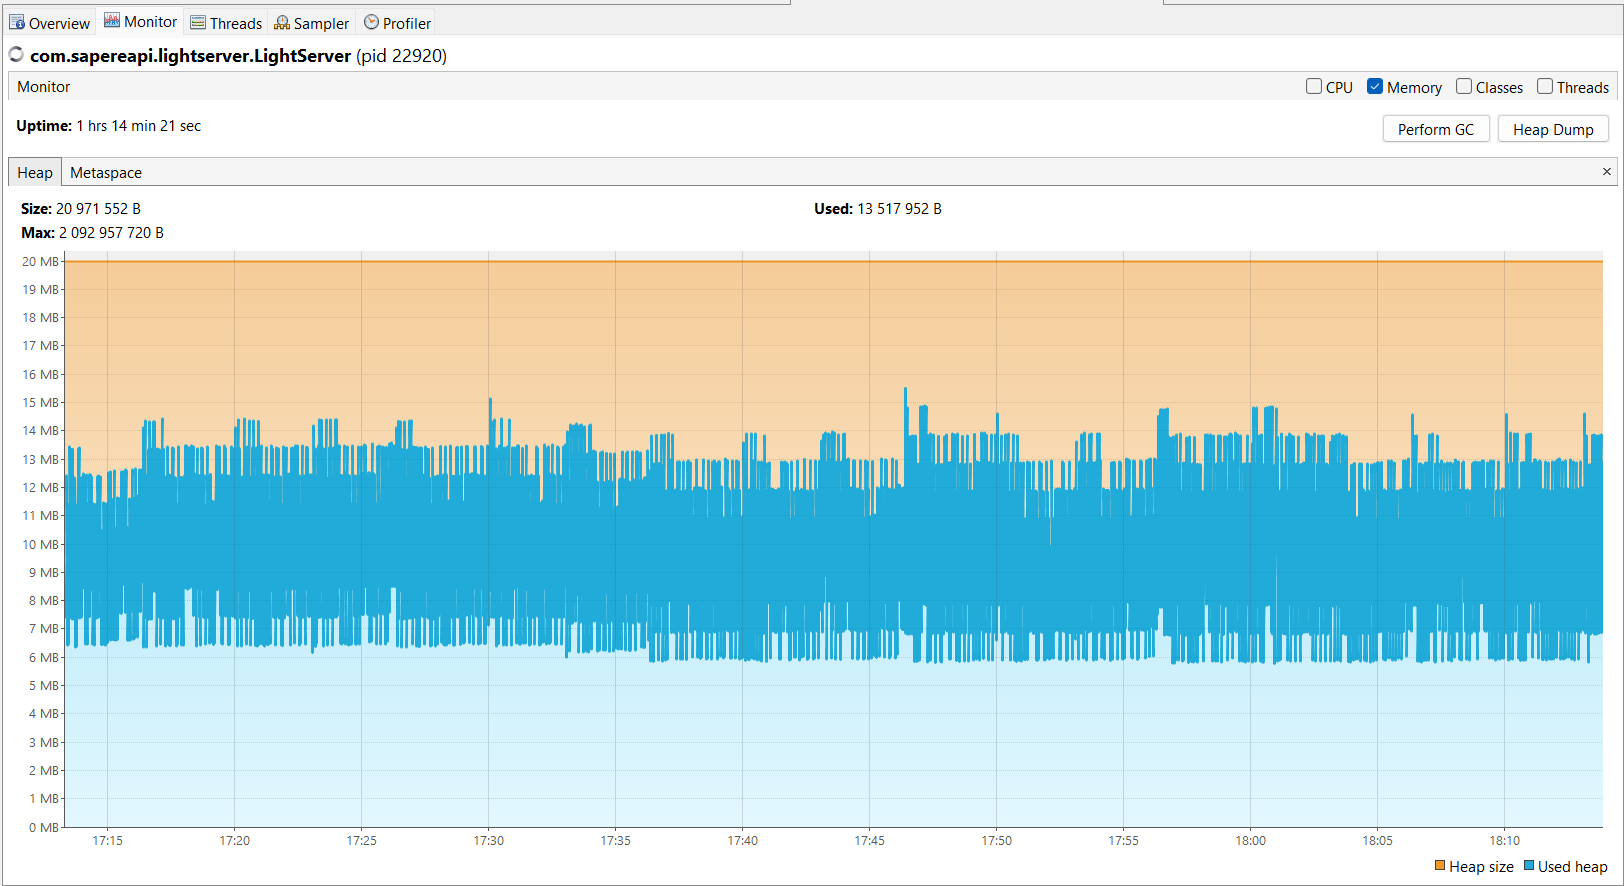 Overview Monitor Threads Sampler Profiler
com.sapereapi.lightserver.LightServer (pid 22920)
Monitor CPU Memory Classes Threads
Uptime: 1 hrs 14 min 21 sec Perform GC Heap Dump
Heap Metaspace ×
Size: 20 971 552 B Used: 13 517 952 B
Max: 2 092 957 720 B
20 MB
19 MB
18 MB
17 MB
16 MB
15 MB
14 MB
13 MB
12 MB
11 MB
10 MB
9 MB
8 MB
7 MB
6 MB
5 MB
4 MB
3 MB
2 MB
1 MB
0 MB
17:15 17:20 17:25 17:30 17:35 17:40 17:45 17:50 17:55 18:00 18:05 18:10
Heap size Used heap